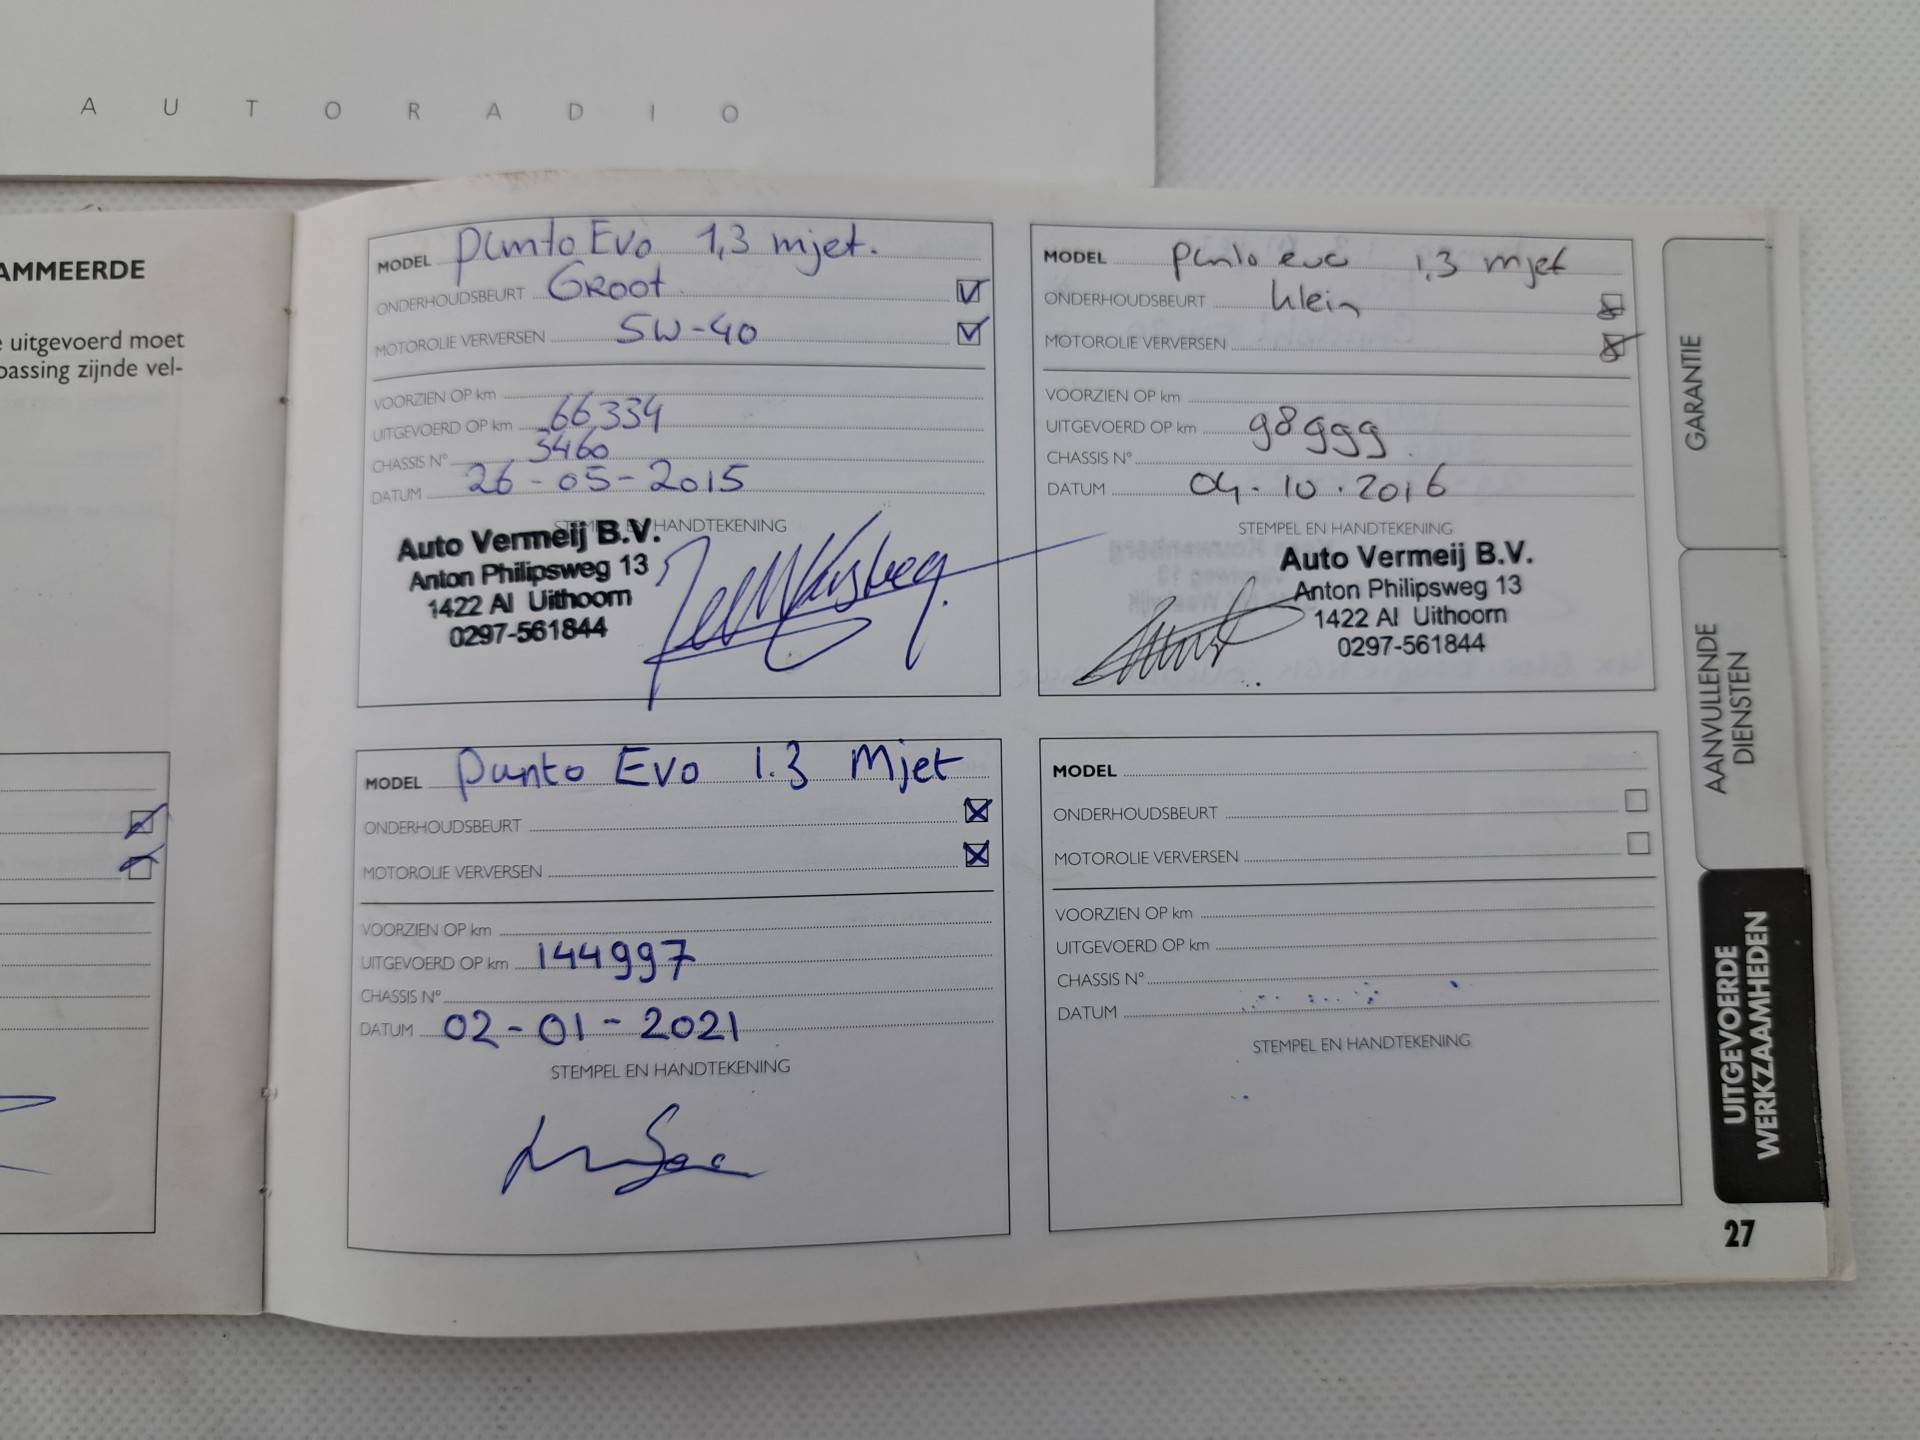 AUTORADIO
AMMEERDE
e uitgevoerd moet
passing zijnde vel-
MODEL Punto Evo 1,3 mjet.
ONDERHOUDSBEURT GROOT
MOTOROLIE VERVERSEN 5W-40
VOORZIEN OP km
UITGEVOERD OP km 66334
CHASSIS N° 3460
DATUM 26-05-2015
STEMPEL EN HANDTEKENING
Auto Vermeij B.V.
Anton Philipsweg 13
1422 Al Uithoorn
0297-561844
MODEL Punto evo 1,3 mjet
ONDERHOUDSBEURT klein
MOTOROLIE VERVERSEN
VOORZIEN OP km
UITGEVOERD OP km 98999
CHASSIS N°
DATUM 04.10.2016
STEMPEL EN HANDTEKENING
Auto Vermeij B.V.
Anton Philipsweg 13
1422 Al Uithoorn
0297-561844
MODEL Punto Evo 1.3 Mjet
ONDERHOUDSBEURT
MOTOROLIE VERVERSEN
VOORZIEN OP km
UITGEVOERD OP km 144997
CHASSIS N°
DATUM 02-01-2021
STEMPEL EN HANDTEKENING
MODEL
ONDERHOUDSBEURT
MOTOROLIE VERVERSEN
VOORZIEN OP km
UITGEVOERD OP km
CHASSIS N°
DATUM
STEMPEL EN HANDTEKENING
GARANTIE
AANVULLENDE
DIENSTEN
UITGEVOERDE
WERKZAAMHEDEN
27